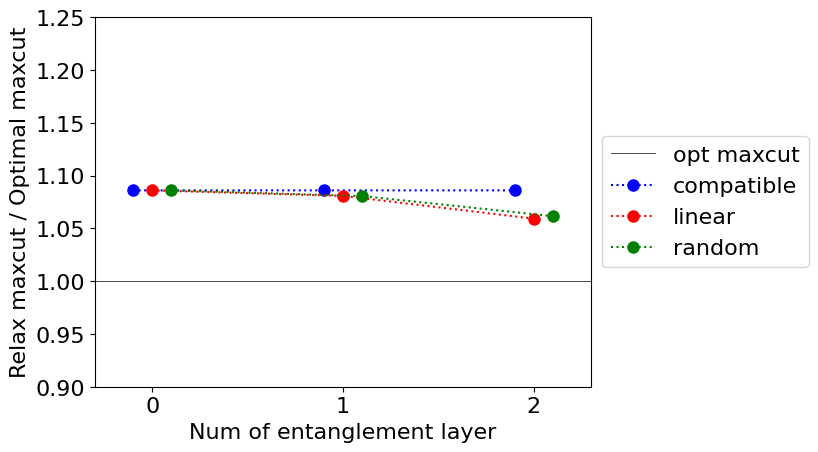 Relax maxcut / Optimal maxcut
1.25
1.20
1.15
1.10
1.05
1.00
0.95
0.90
0
1
2
Num of entanglement layer
opt maxcut
compatible
linear
random